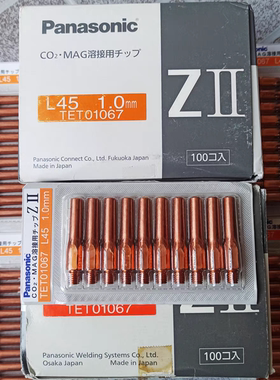 Panasonic
CO₂・MAG溶接用チップ
L45 1.0mm
TET01067
ZII
Panasonic Connect Co., Ltd. Fukuoka Japan
Made in Japan
100コ入
Panasonic
CO₂・MAG溶接用チップ ZII
TET01067 L45 1.0mm
TET01067
Panasonic Welding Systems Co., Ltd.
Osaka Japan
Made in Japan
100コ入